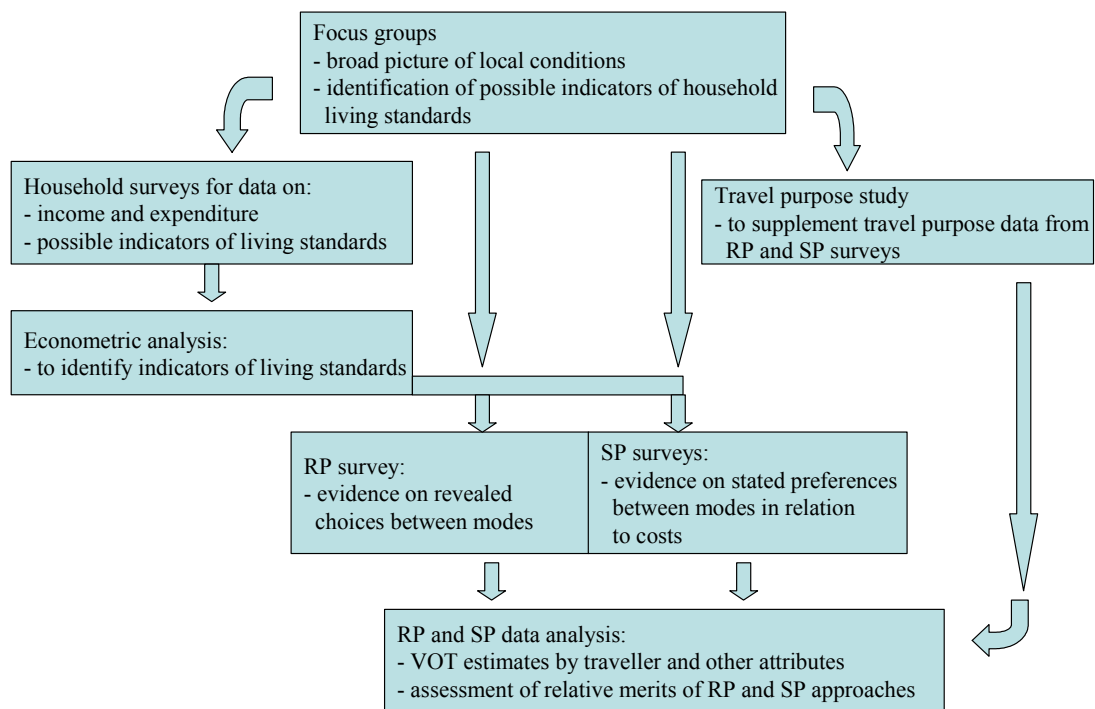 Focus groups
- broad picture of local conditions
- identification of possible indicators of household
living standards
Household surveys for data on:
- income and expenditure
- possible indicators of living standards
Travel purpose study
- to supplement travel purpose data from
RP and SP surveys
Econometric analysis:
- to identify indicators of living standards
RP survey:
- evidence on revealed
choices between modes
SP surveys:
- evidence on stated preferences
between modes in relation
to costs
RP and SP data analysis:
- VOT estimates by traveller and other attributes
- assessment of relative merits of RP and SP approaches